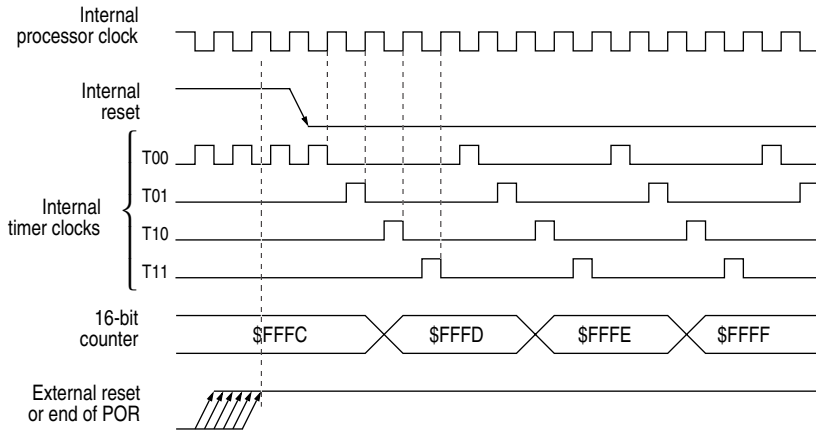 Internal
processor clock
Internal
reset
T00
T01
Internal
timer clocks
T10
T11
16-bit
counter
$FFFC
$FFFD
$FFFE
$FFFF
External reset
or end of POR